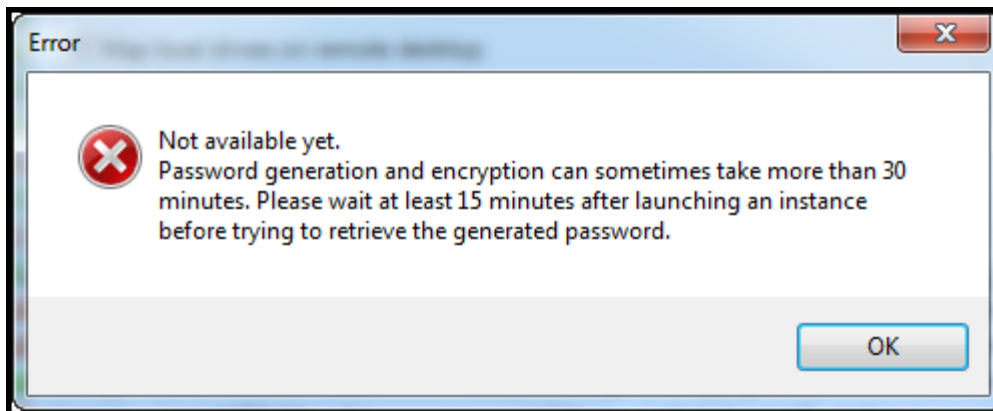 Error
Not available yet.
Password generation and encryption can sometimes take more than 30
minutes. Please wait at least 15 minutes after launching an instance
before trying to retrieve the generated password.
OK